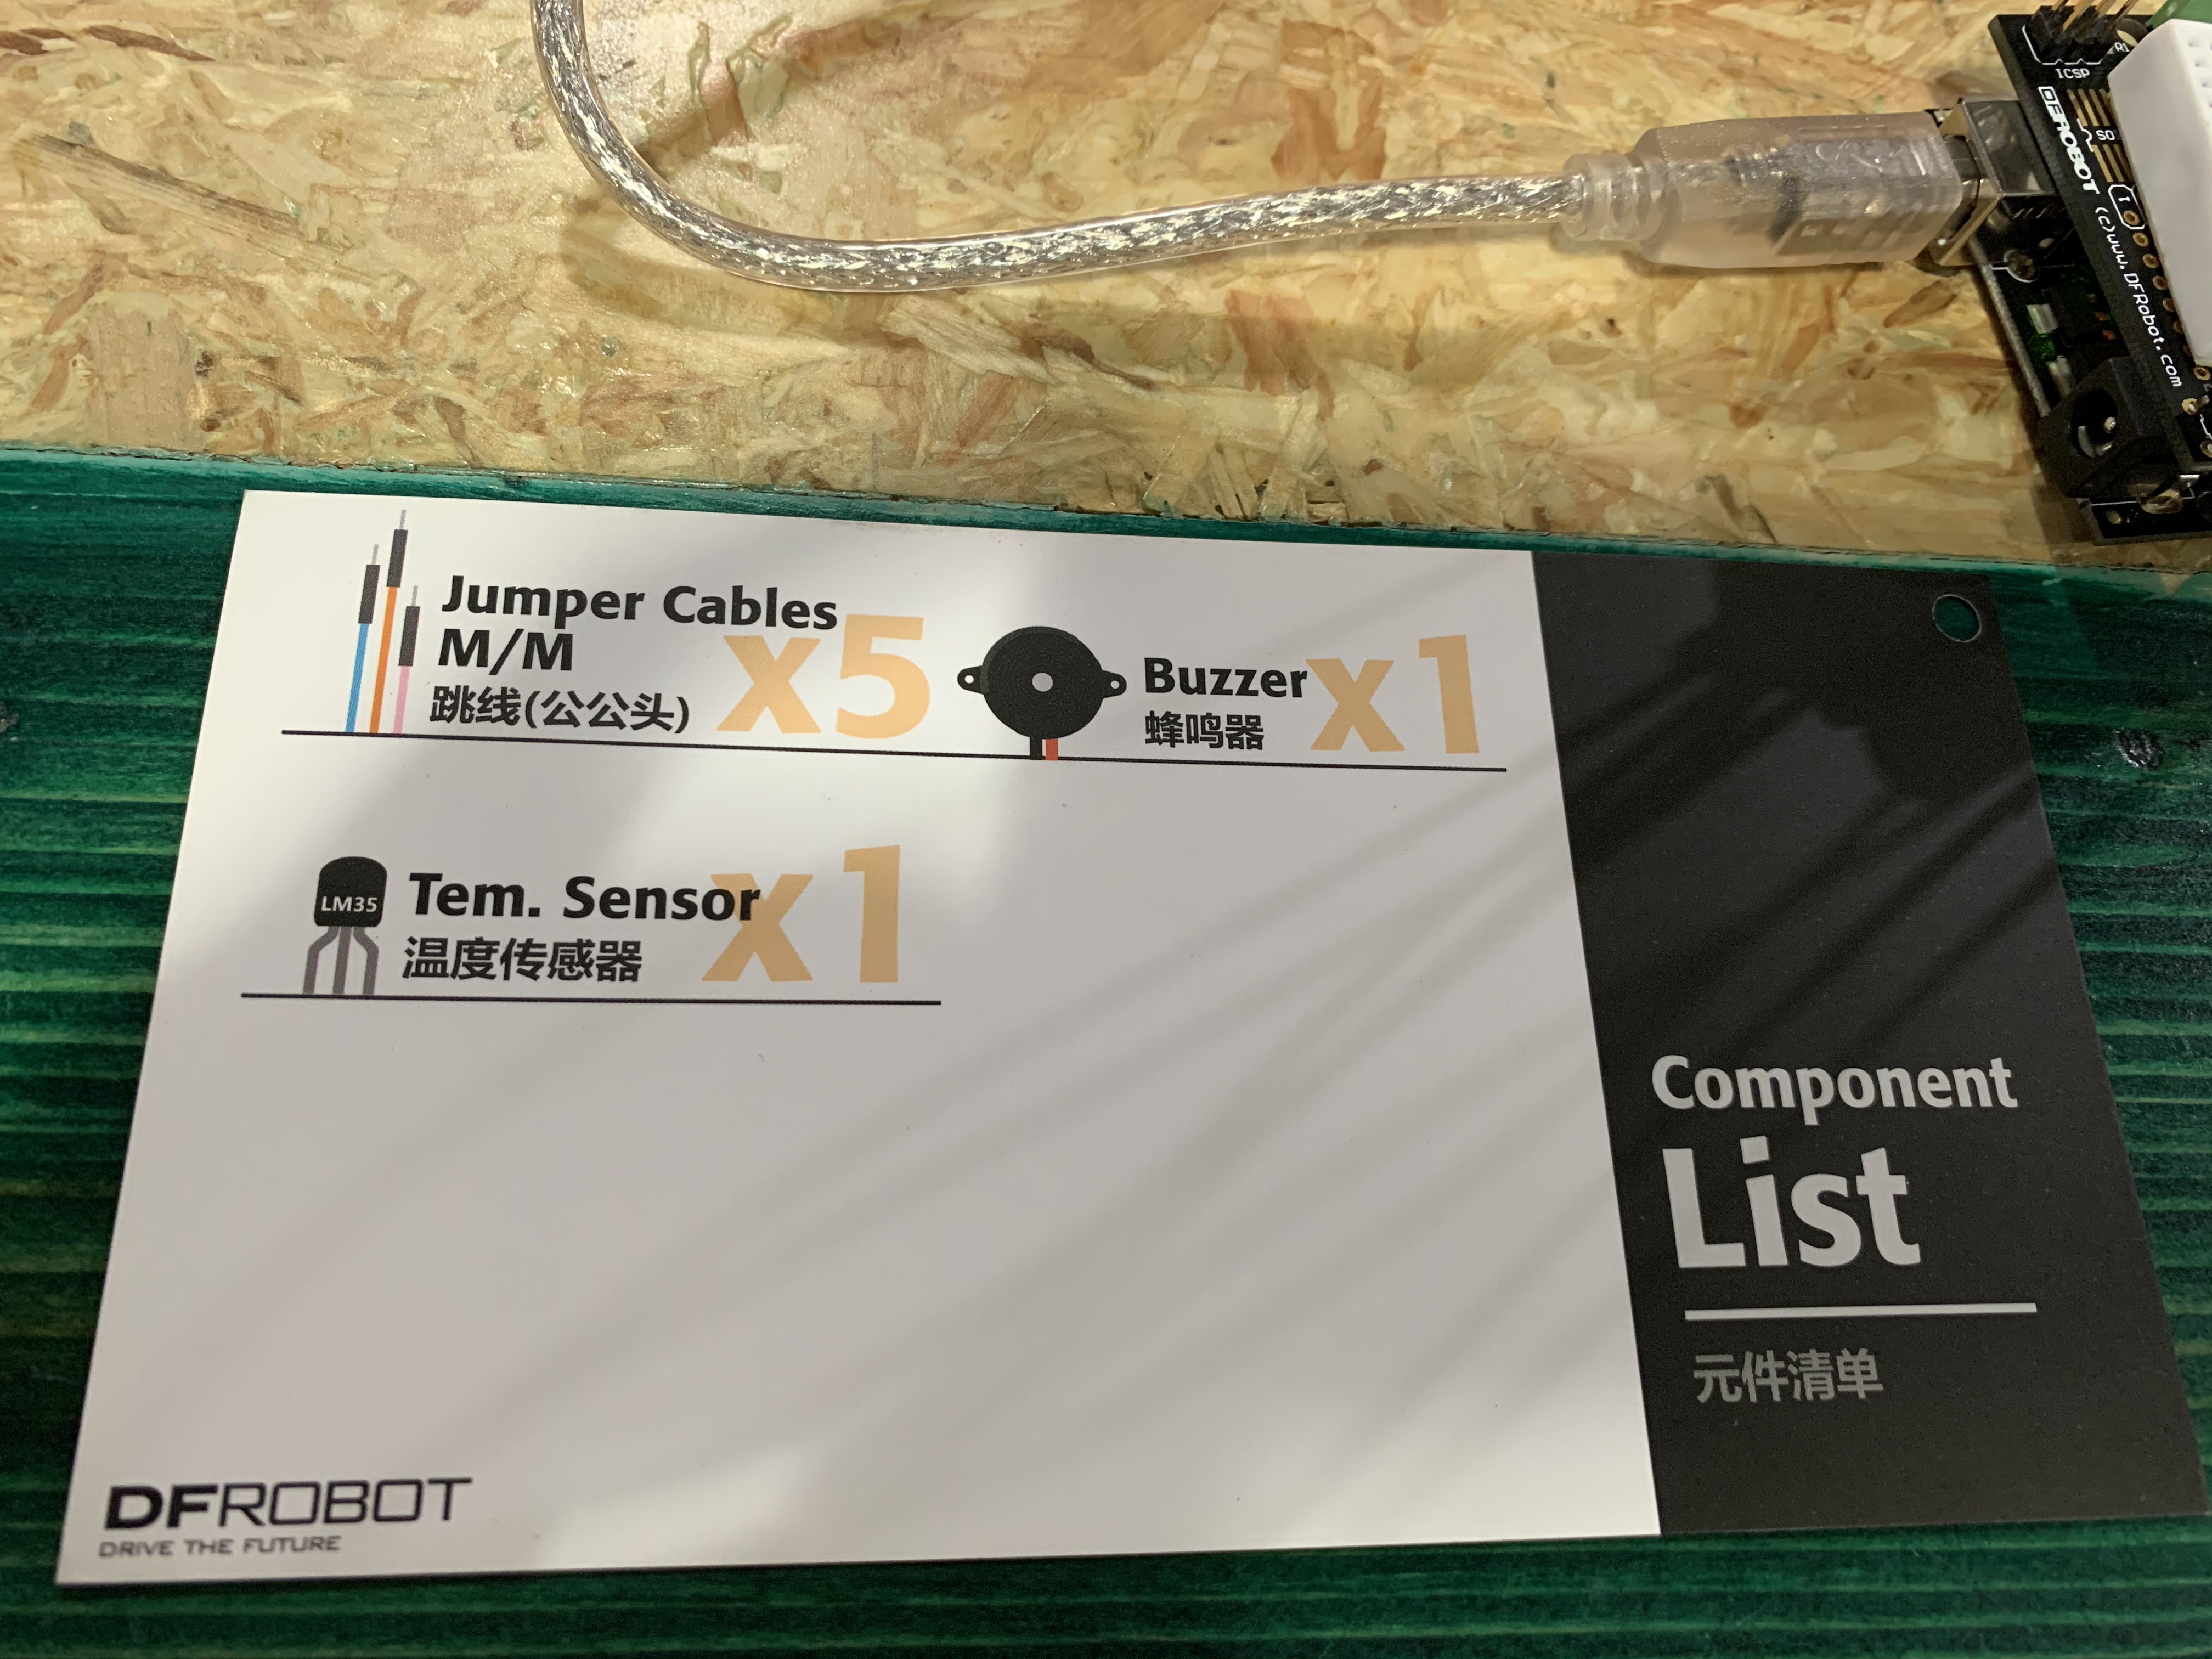 Jumper Cables
M/M
跳线(公公头)
X5
Buzzer
蜂鸣器
X1
LM35
Tem. Sensor
温度传感器
X1
Component
List
元件清单
DFROBOT
DRIVE THE FUTURE
DFROBOT
(c)www.DFRobot.com
ICSP